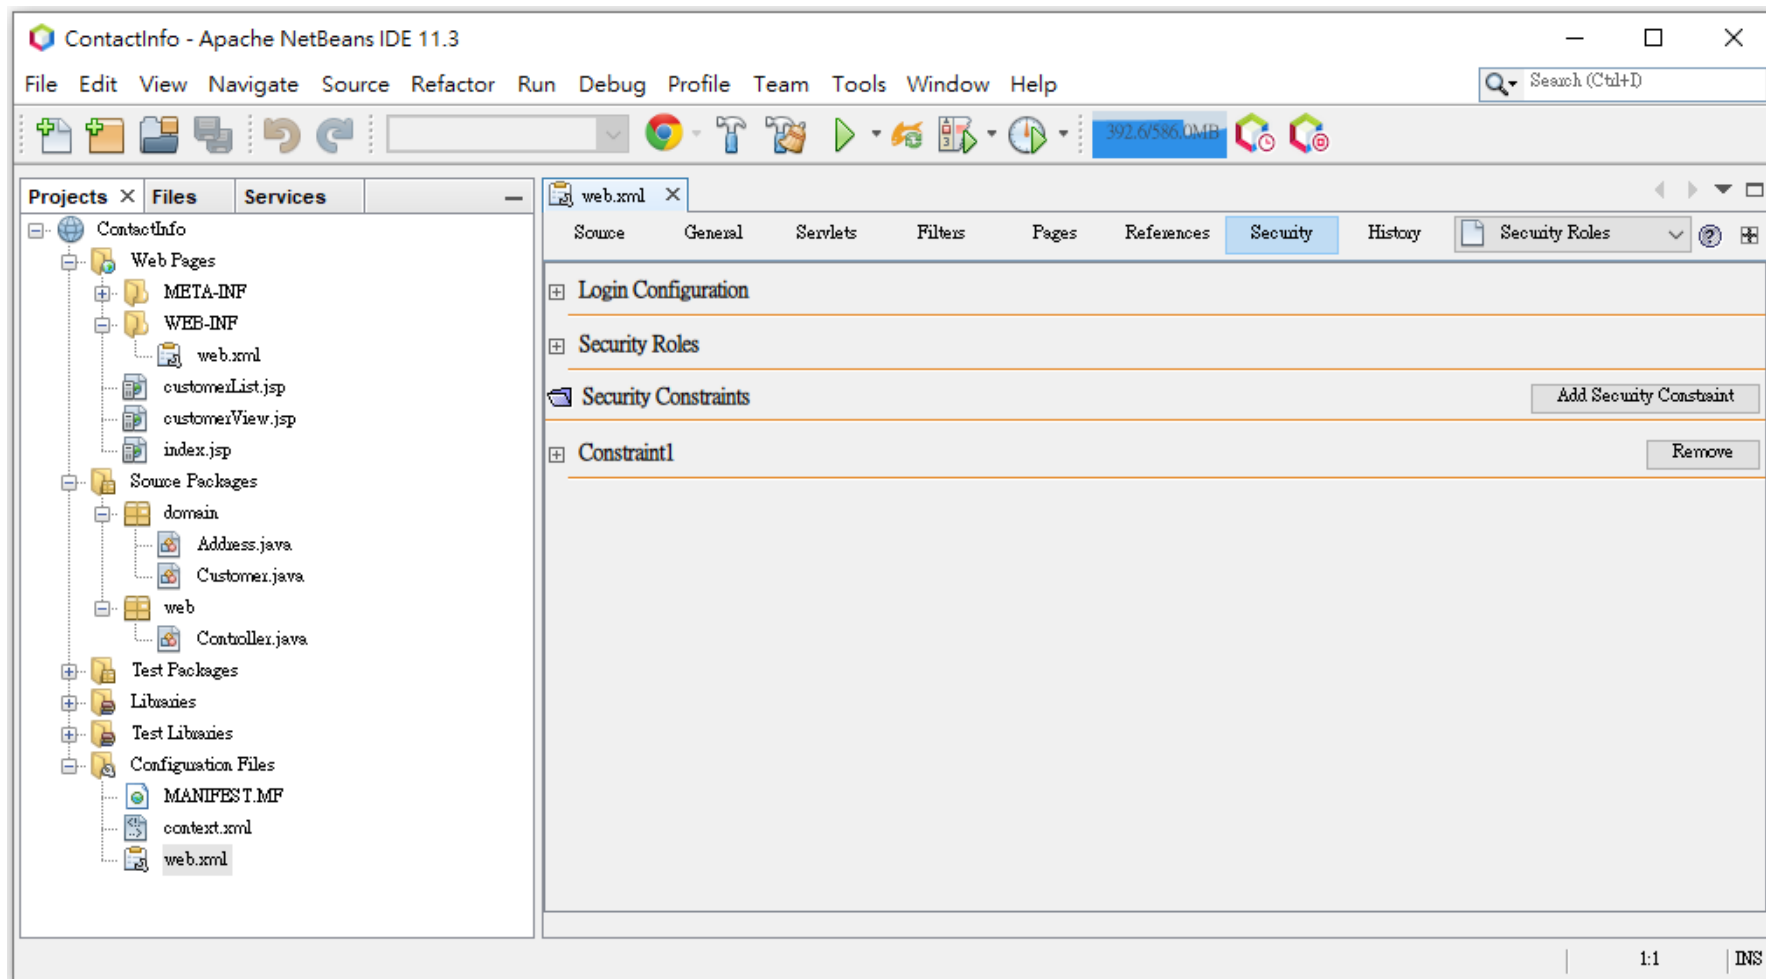 ContactInfo - Apache NetBeans IDE 11.3
File Edit View Navigate Source Refactor Run Debug Profile Team Tools Window Help
Search (Ctrl+I)
392.6/586.0MB
Projects Files Services
web.xml
Source General Servlets Filters Pages References Security History Security Roles
ContactInfo
Web Pages
META-INF
WEB-INF
web.xml
customerList.jsp
customerView.jsp
index.jsp
Source Packages
domain
Address.java
Customer.java
web
Controller.java
Test Packages
Libraries
Test Libraries
Configuration Files
MANIFEST.MF
context.xml
web.xml
Login Configuration
Security Roles
Security Constraints Add Security Constraint
Constraint1 Remove
1:1 INS